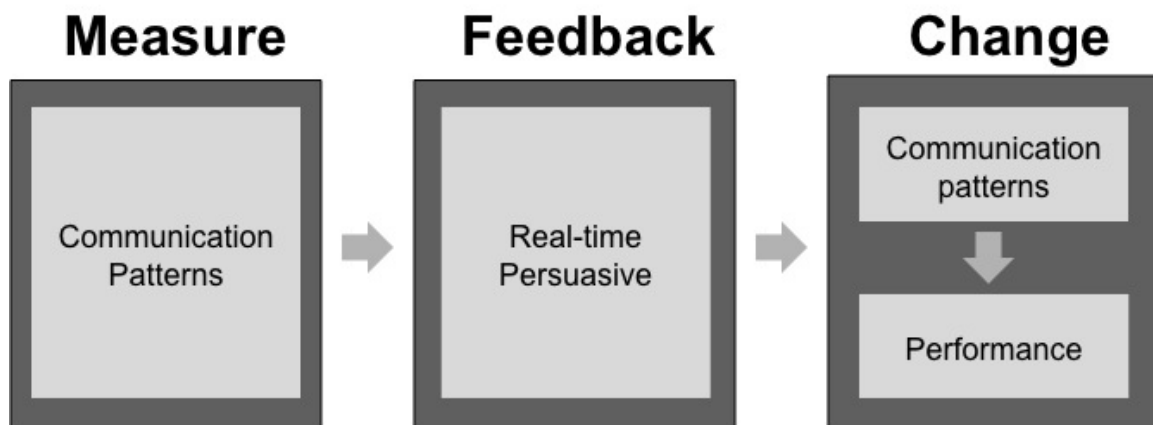 Measure
Communication
Patterns
Feedback
Real-time
Persuasive
Change
Communication
patterns
Performance